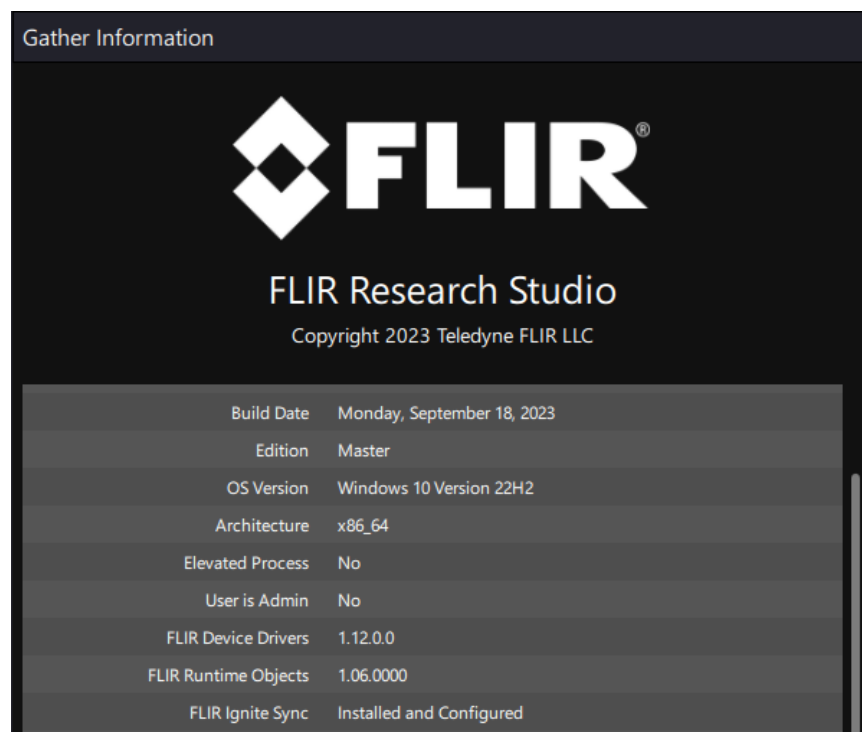 Gather Information
FLIR®
FLIR Research Studio
Copyright 2023 Teledyne FLIR LLC
Build Date Monday, September 18, 2023
Edition Master
OS Version Windows 10 Version 22H2
Architecture x86_64
Elevated Process No
User is Admin No
FLIR Device Drivers 1.12.0.0
FLIR Runtime Objects 1.06.0000
FLIR Ignite Sync Installed and Configured